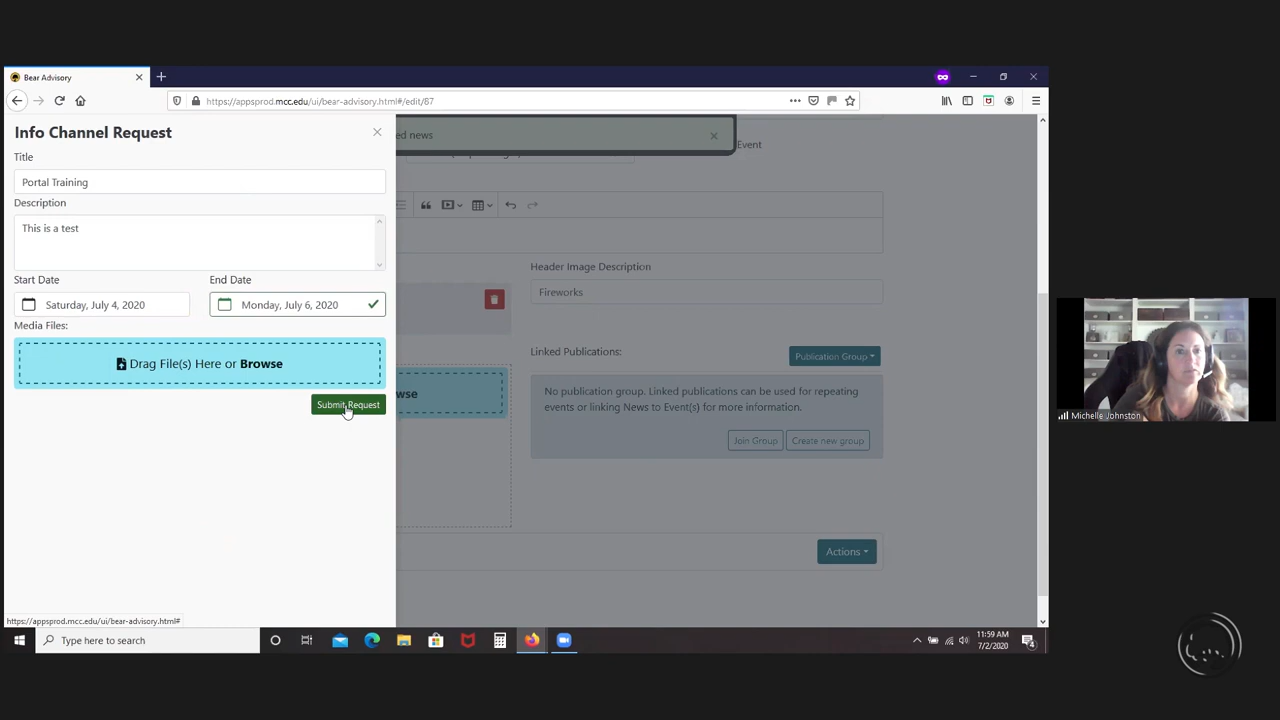 Bear Advisory
https://appsprod.mcc.edu/ui/bear-advisory.html#/edit/87
Info Channel Request
Title
Portal Training
Description
This is a test
Start Date
End Date
Saturday, July 4, 2020
Monday, July 6, 2020
Media Files:
Drag File(s) Here or Browse
Submit Request
ed news
Event
Header Image Description
Fireworks
Linked Publications:
Publication Group
No publication group. Linked publications can be used for repeating
events or linking News to Event(s) for more information.
Join Group
Create new group
wse
Actions
https://appsprod.mcc.edu/ui/bear-advisory.html#
Type here to search
11:59 AM
7/2/2020
4
Michelle Johnston